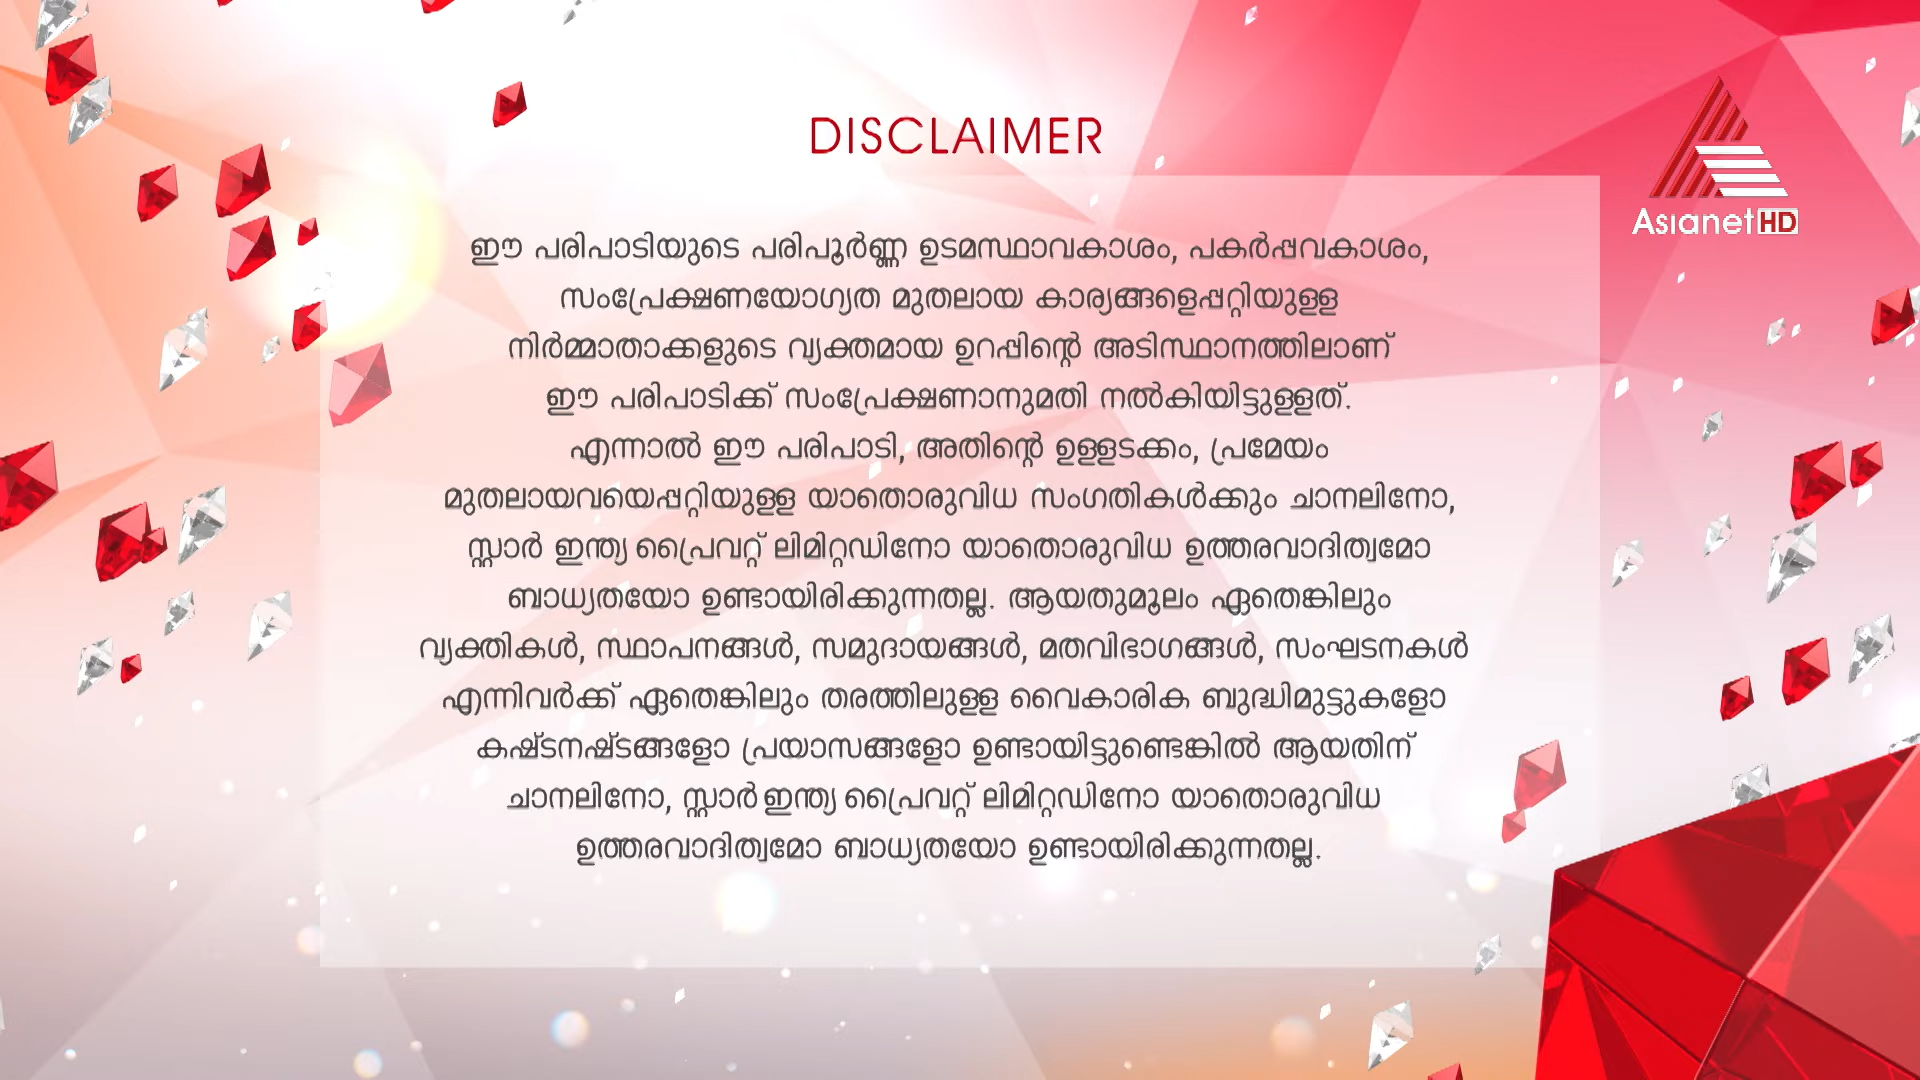 DISCLAIMER
Asianet HD
ഈ പരിപാടിയുടെ പരിപൂർണ്ണ ഉടമസ്ഥാവകാശം, പകർപ്പവകാശം,
സംപ്രേക്ഷണയോഗ്യത മുതലായ കാര്യങ്ങളെപ്പറ്റിയുള്ള
നിർമ്മാതാക്കളുടെ വ്യക്തമായ ഉറപ്പിന്റെ അടിസ്ഥാനത്തിലാണ്
ഈ പരിപാടിക്ക് സംപ്രേക്ഷണാനുമതി നൽകിയിട്ടുള്ളത്.
എന്നാൽ ഈ പരിപാടി, അതിന്റെ ഉള്ളടക്കം, പ്രമേയം
മുതലായവയെപ്പറ്റിയുള്ള യാതൊരുവിധ സംഗതികൾക്കും ചാനലിനോ,
സ്റ്റാർ ഇന്ത്യ പ്രൈവറ്റ് ലിമിറ്റഡിനോ യാതൊരുവിധ ഉത്തരവാദിത്വമോ
ബാധ്യതയോ ഉണ്ടായിരിക്കുന്നതല്ല. ആയതുമൂലം ഏതെങ്കിലും
വ്യക്തികൾ, സ്ഥാപനങ്ങൾ, സമുദായങ്ങൾ, മതവിഭാഗങ്ങൾ, സംഘടനകൾ
എന്നിവർക്ക് ഏതെങ്കിലും തരത്തിലുള്ള വൈകാരിക ബുദ്ധിമുട്ടുകളോ
കഷ്ടനഷ്ടങ്ങളോ പ്രയാസങ്ങളോ ഉണ്ടായിട്ടുണ്ടെങ്കിൽ ആയതിന്
ചാനലിനോ, സ്റ്റാർ ഇന്ത്യ പ്രൈവറ്റ് ലിമിറ്റഡിനോ യാതൊരുവിധ
ഉത്തരവാദിത്വമോ ബാധ്യതയോ ഉണ്ടായിരിക്കുന്നതല്ല.